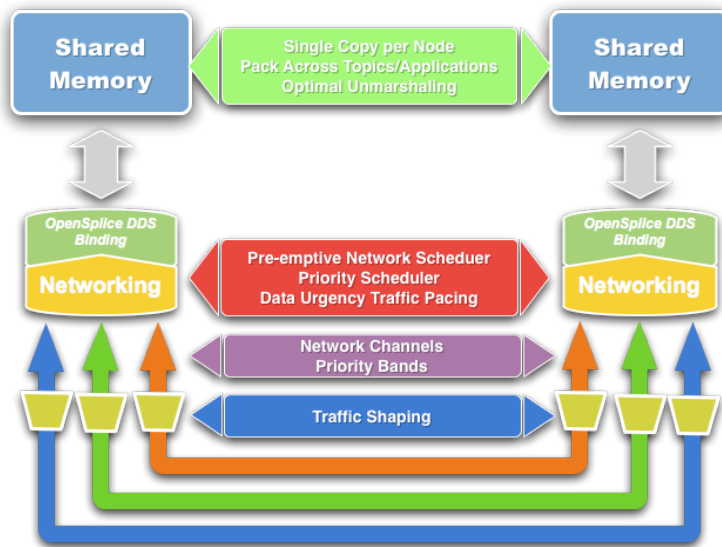 Shared
Memory
Single Copy per Node
Pack Across Topics/Applications
Optimal Unmarshaling
Shared
Memory
OpenSplice DDS
Binding
Networking
Pre-emptive Network Scheduer
Priority Scheduler
Data Urgency Traffic Pacing
OpenSplice DDS
Binding
Networking
Network Channels
Priority Bands
Traffic Shaping